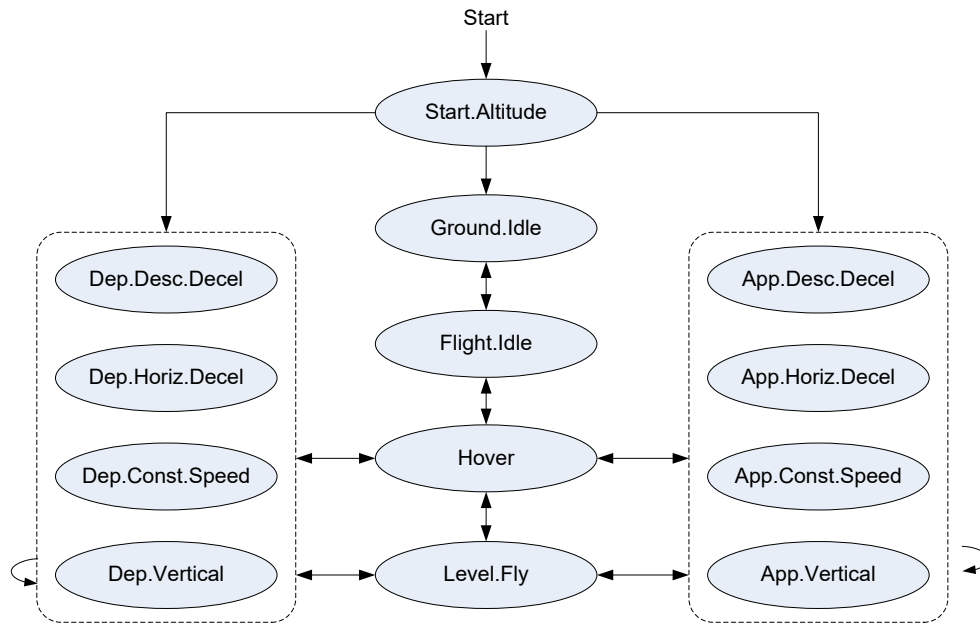 Start
Start.Altitude
Ground.Idle
Dep.Desc.Decel
App.Desc.Decel
Flight.Idle
Dep.Horiz.Decel
App.Horiz.Decel
Hover
Dep.Const.Speed
App.Const.Speed
Dep.Vertical
Level.Fly
App.Vertical